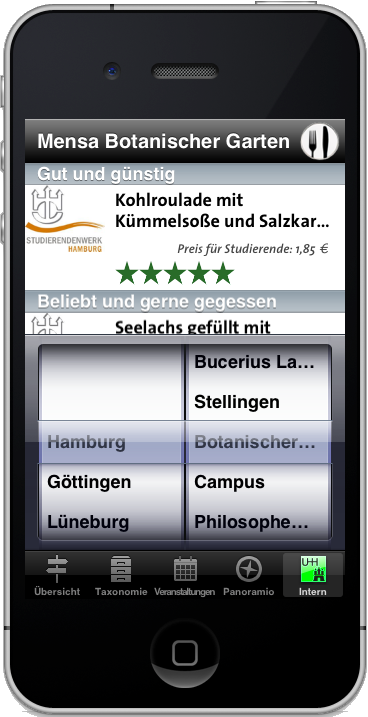 Mensa Botanischer Garten
Gut und günstig
Kohlroulade mit
Kümmelsoße und Salzkar...
STUDIERENDENWERK
HAMBURG
Preis für Studierende: 1,85 €
Beliebt und gerne gegessen
Seelachs gefüllt mit
Bucerius La...
Stellingen
Hamburg
Botanischer...
Göttingen
Campus
Lüneburg
Philosophe...
UHH
Übersicht
Taxonomie
Veranstaltungen
Panoramio
Intern